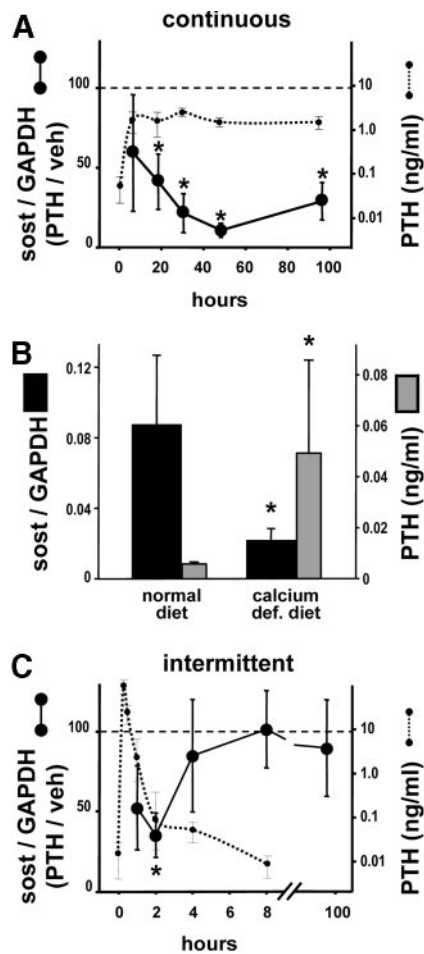 A
continuous
sost / GAPDH
(PTH / veh)
100
50
0
10
1.0
0.1
0.01
PTH (ng/ml)
*
*
*
*
0
20
40
60
80
100
hours
B
sost / GAPDH
0.12
0.08
0.04
0
0.08
0.06
0.04
0.02
0
PTH (ng/ml)
*
*
normal
diet
calcium
def. diet
C
intermittent
sost / GAPDH
(PTH / veh)
100
50
0
10
1.0
0.1
0.01
PTH (ng/ml)
*
0
2
4
6
8
100
hours